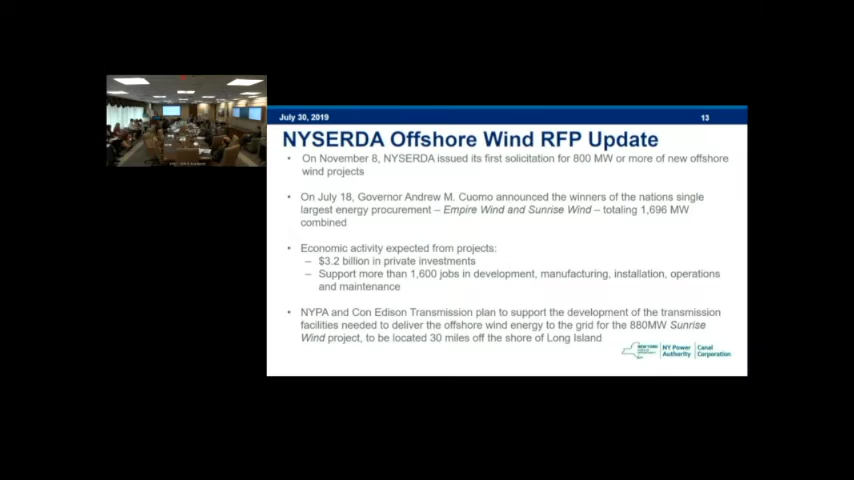 July 30, 2019
13
NYSERDA Offshore Wind RFP Update
• On November 8, NYSERDA issued its first solicitation for 800 MW or more of new offshore
wind projects
• On July 18, Governor Andrew M. Cuomo announced the winners of the nations single
largest energy procurement – Empire Wind and Sunrise Wind – totaling 1,696 MW
combined
• Economic activity expected from projects:
– $3.2 billion in private investments
– Support more than 1,600 jobs in development, manufacturing, installation, operations
and maintenance
• NYPA and Con Edison Transmission plan to support the development of the transmission
facilities needed to deliver the offshore wind energy to the grid for the 880MW Sunrise
Wind project, to be located 30 miles off the shore of Long Island
NY Power
Authority
Canal
Corporation